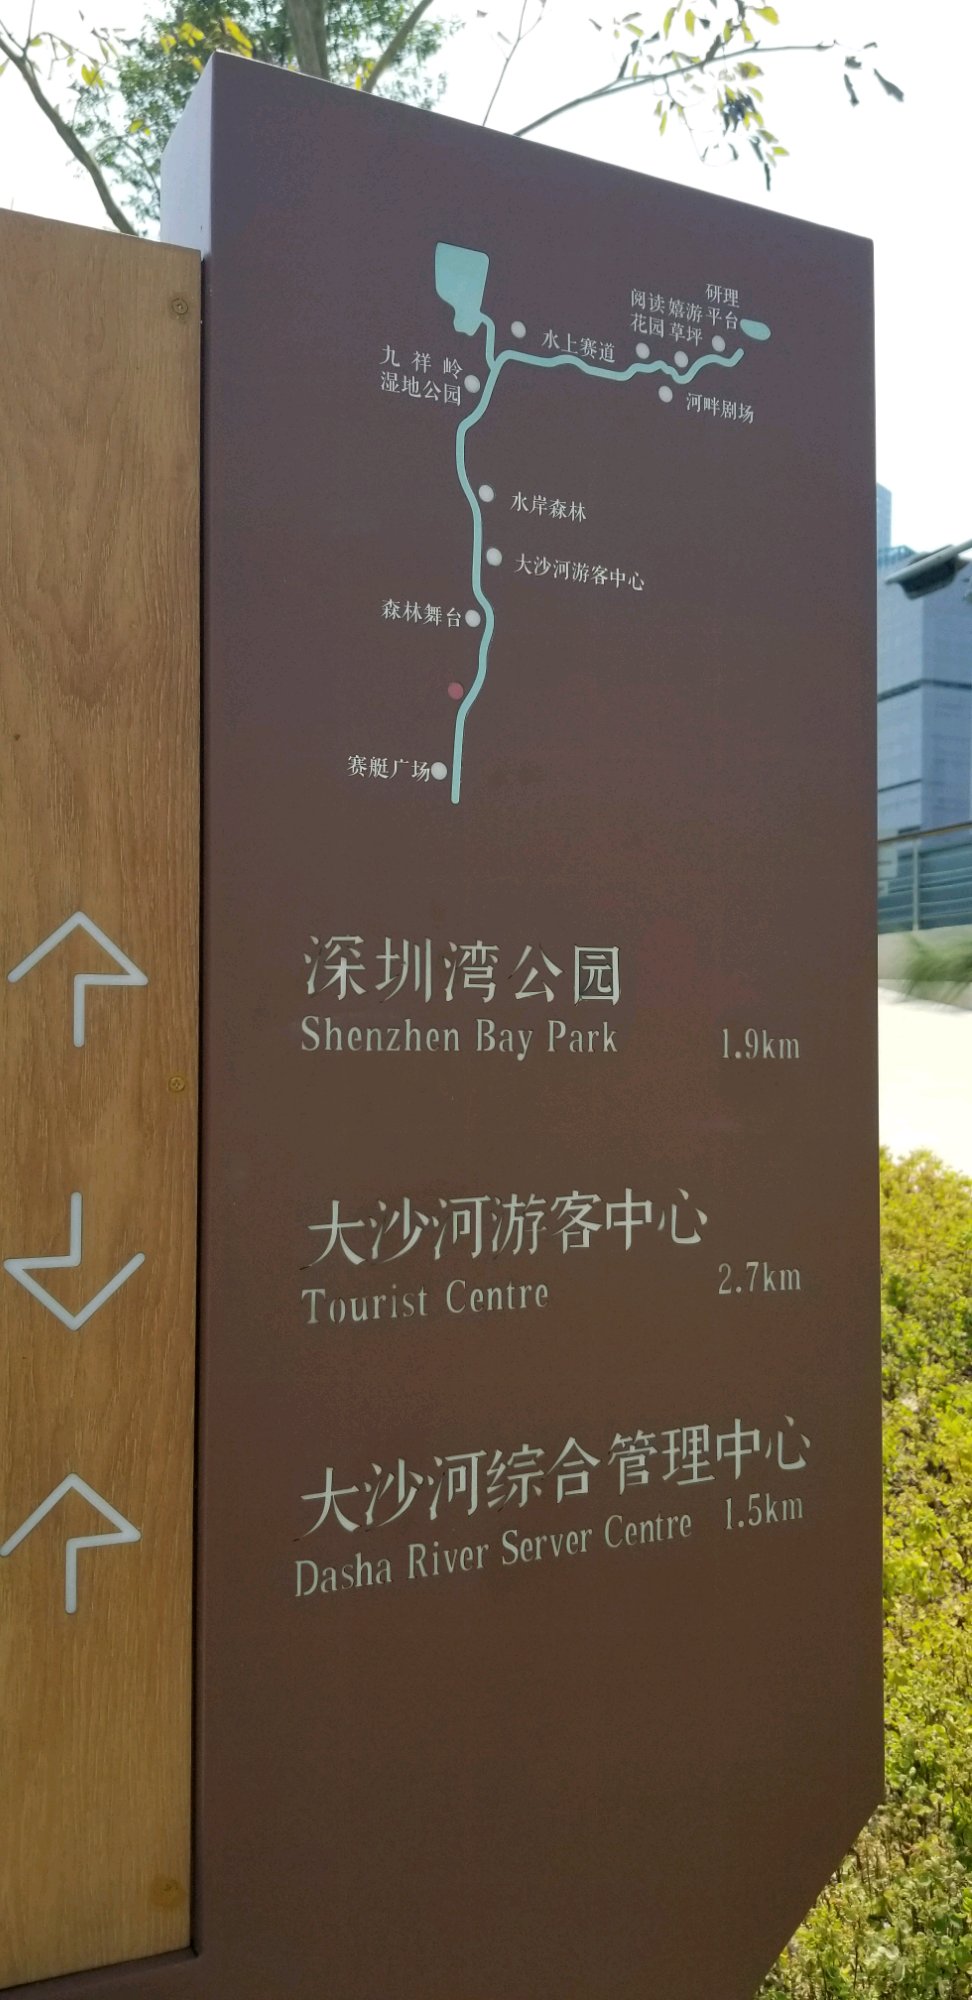 研理
平台
阅读
花园
嬉游
草坪
水上赛道
九祥岭
湿地公园
河畔剧场
水岸森林
大沙河游客中心
森林舞台
赛艇广场
深圳湾公园
Shenzhen Bay Park 1.9km
大沙河游客中心
Tourist Centre 2.7km
大沙河综合管理中心
Dasha River Server Centre 1.5km